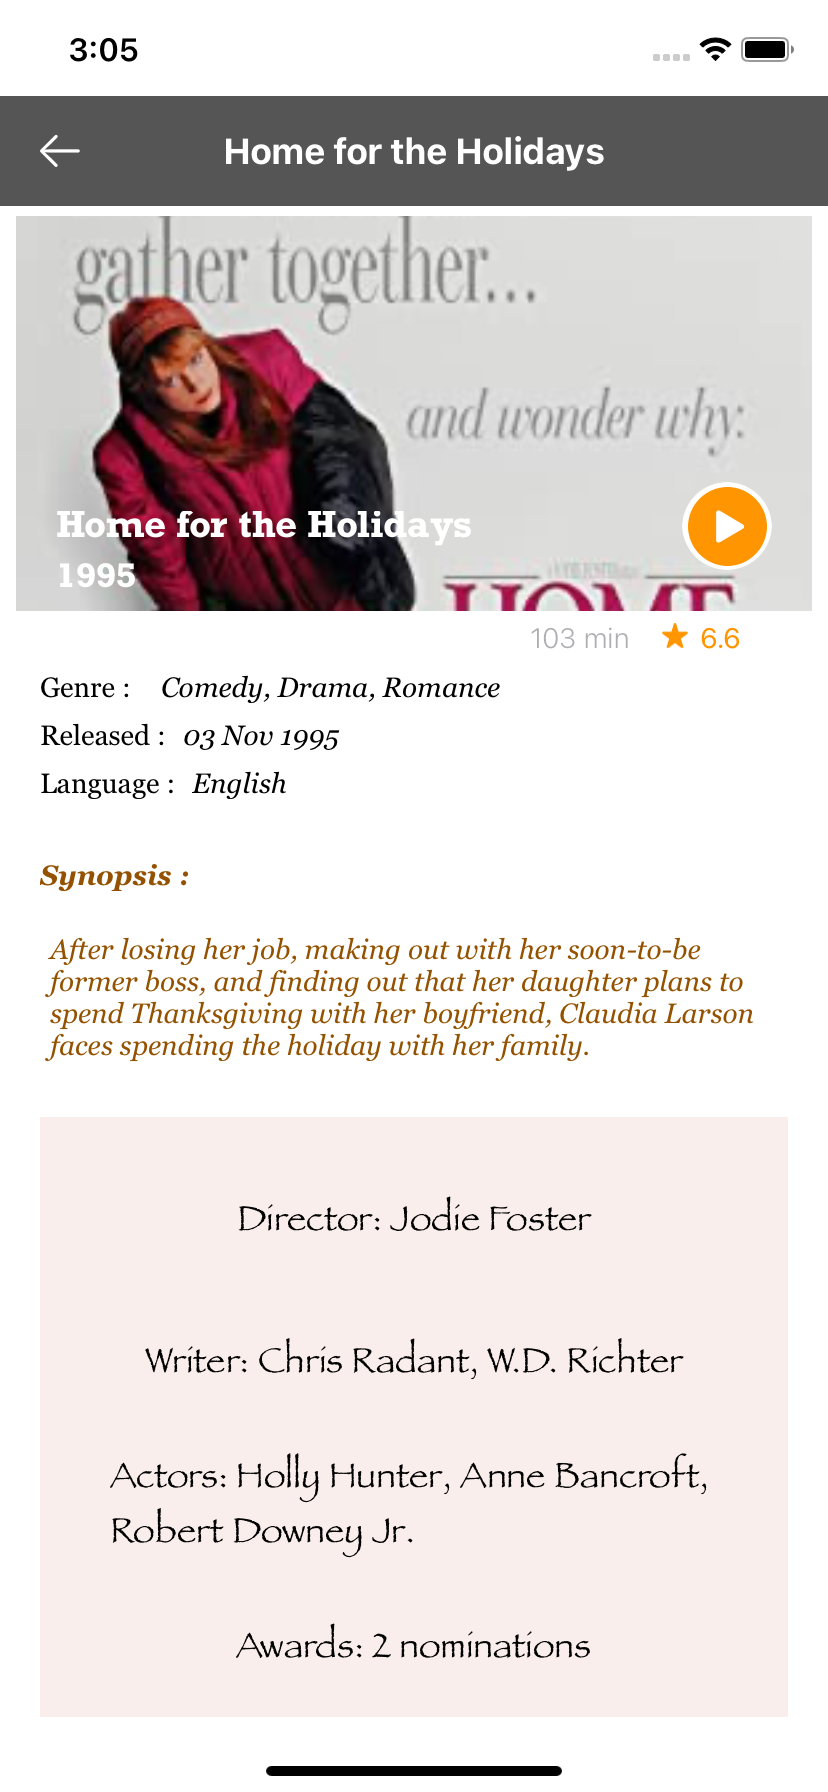 3:05
Home for the Holidays
gather together...
and wonder why:
Home for the Holidays
1995
HOME
103 min ★ 6.6
Genre : Comedy, Drama, Romance
Released : 03 Nov 1995
Language : English
Synopsis :
After losing her job, making out with her soon-to-be
former boss, and finding out that her daughter plans to
spend Thanksgiving with her boyfriend, Claudia Larson
faces spending the holiday with her family.
Director: Jodie Foster
Writer: Chris Radant, W.D. Richter
Actors: Holly Hunter, Anne Bancroft,
Robert Downey Jr.
Awards: 2 nominations